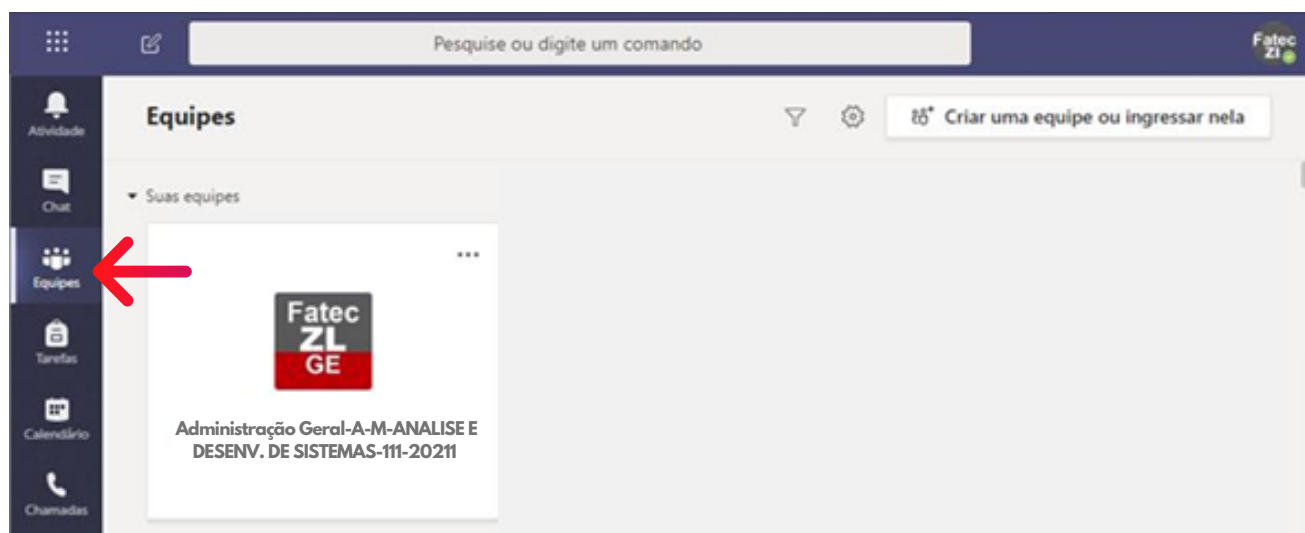 Pesquise ou digite um comando
Fatec
ZI
Atividade
Equipes
Criar uma equipe ou ingressar nela
Chat
Suas equipes
Equipes
Fatec
ZL
GE
Tarefas
Administração Geral-A-M-ANALISE E
DESENV. DE SISTEMAS-111-20211
Calendário
Chamadas